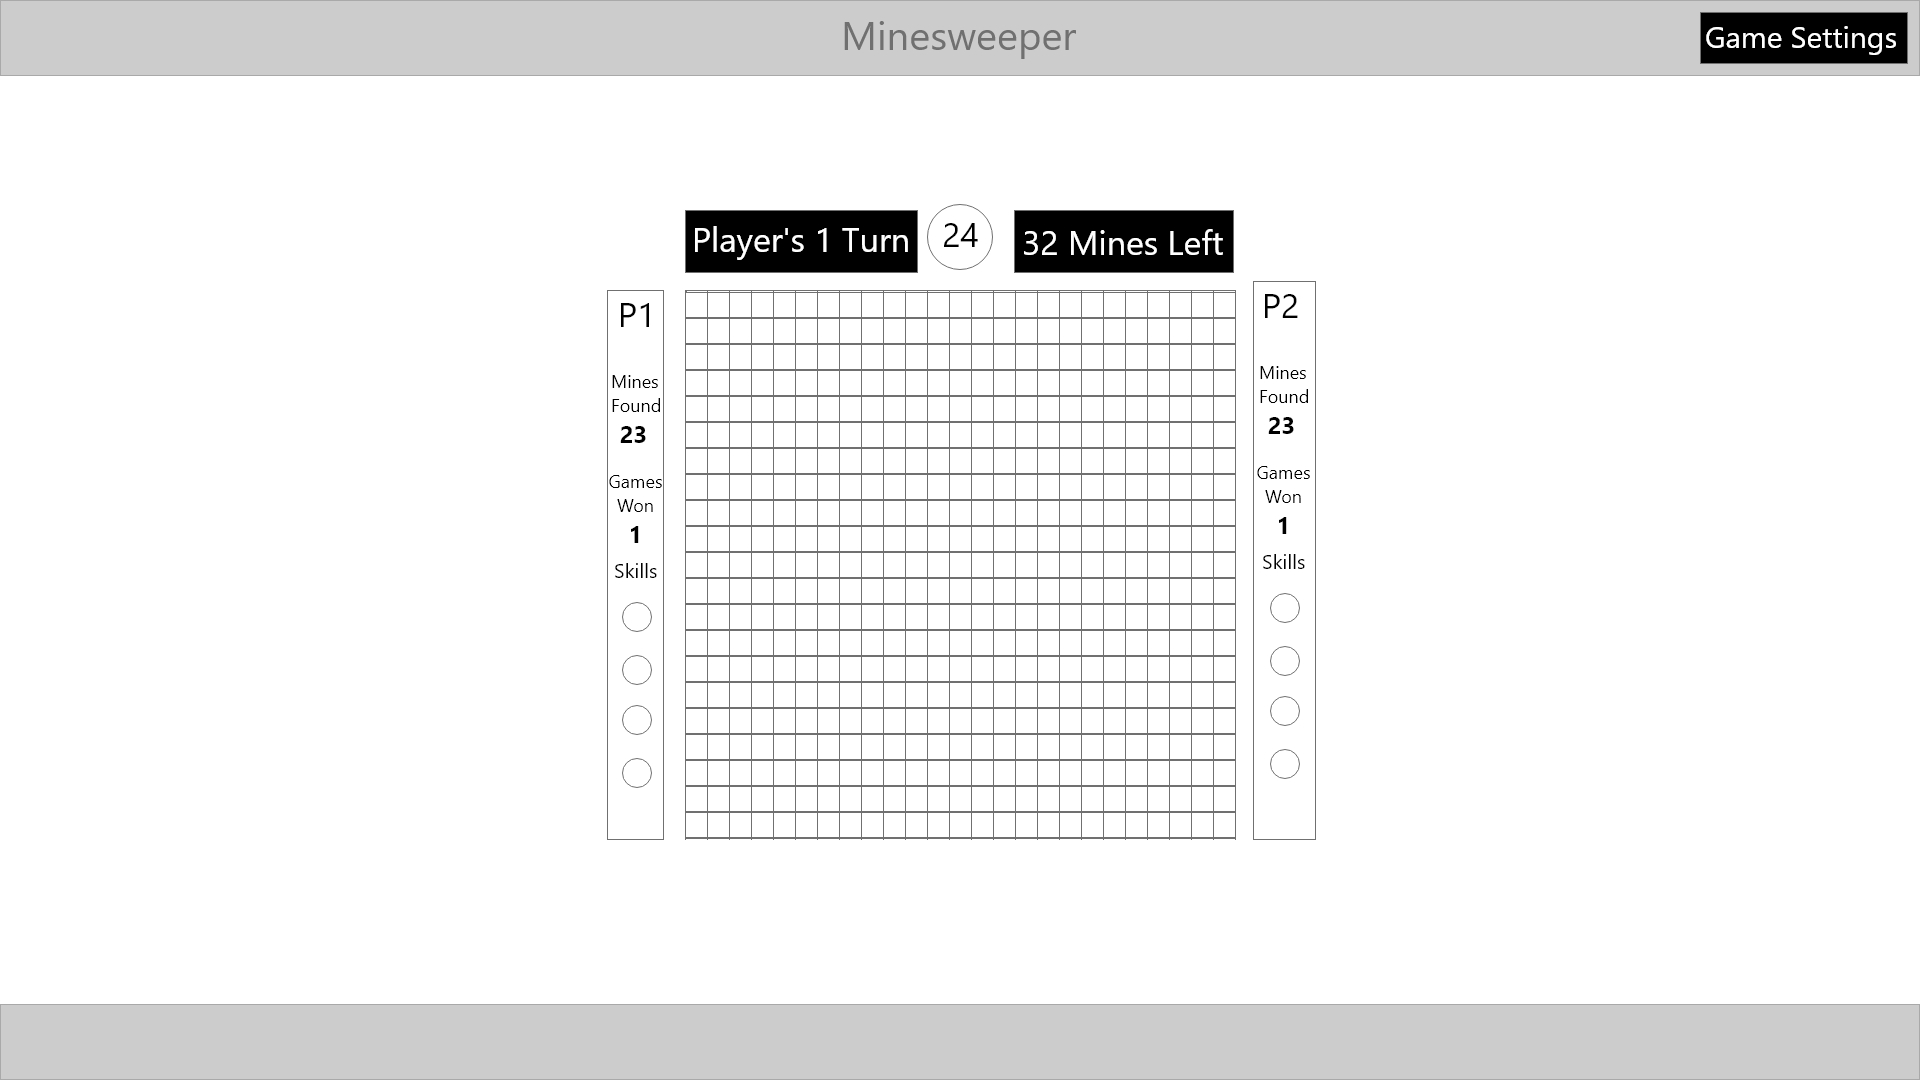 Minesweeper
Game Settings
Player's 1 Turn
24
32 Mines Left
P1
Mines
Found
23
Games
Won
1
Skills
P2
Mines
Found
23
Games
Won
1
Skills